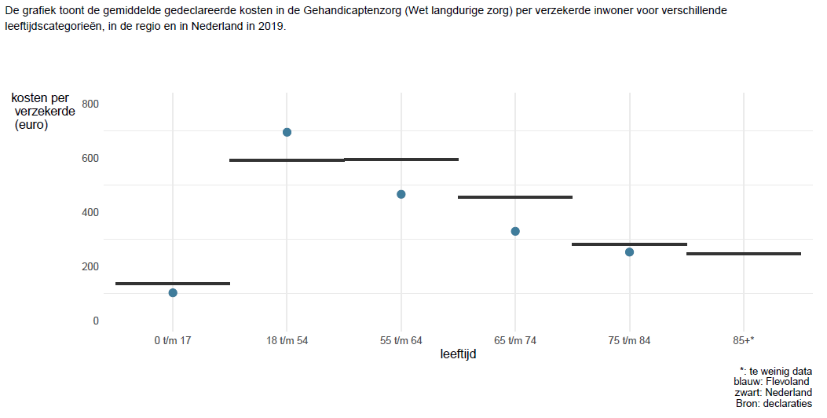 De grafiek toont de gemiddelde gedeclareerde kosten in de Gehandicaptenzorg (Wet langdurige zorg) per verzekerde inwoner voor verschillende
leeftijdscategorieën, in de regio en in Nederland in 2019.
kosten per
verzekerde
(euro)
800
600
400
200
0
0 t/m 17
18 t/m 54
55 t/m 64
65 t/m 74
75 t/m 84
85+*
leeftijd
*: te weinig data
blauw: Flevoland
zwart: Nederland
Bron: declaraties